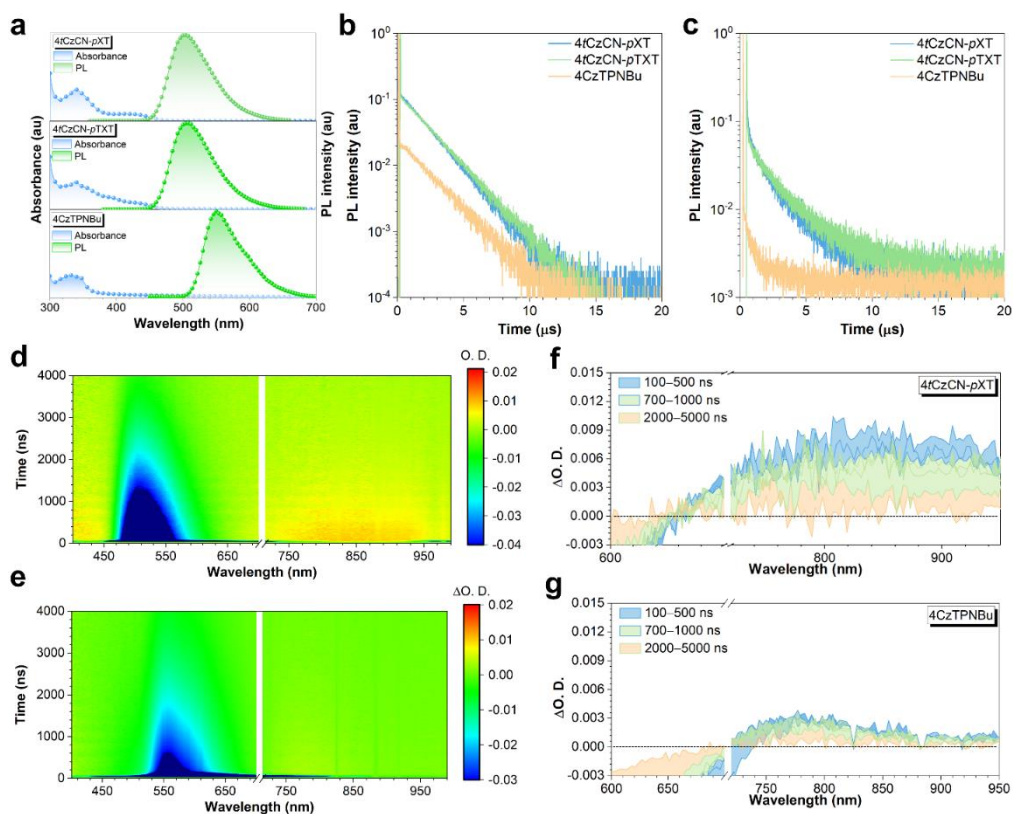 a
4tCzCN-pXT
Absorbance
PL
4tCzCN-pTXT
Absorbance
PL
4CzTPNBu
Absorbance
PL
Absorbance (au)
PL intensity (au)
300 400 500 600 700
Wavelength (nm)
b
4tCzCN-pXT
4tCzCN-pTXT
4CzTPNBu
PL intensity (au)
10⁰
10⁻¹
10⁻²
10⁻³
10⁻⁴
0 5 10 15 20
Time (μs)
c
4tCzCN-pXT
4tCzCN-pTXT
4CzTPNBu
PL intensity (au)
10⁰
10⁻¹
10⁻²
10⁻³
0 5 10 15 20
Time (μs)
d
O. D.
Time (ns)
4000
3000
2000
1000
0
450 550 650 750 850 950
Wavelength (nm)
0.02
0.01
0.00
-0.01
-0.02
-0.03
-0.04
e
ΔO. D.
Time (ns)
4000
3000
2000
1000
0
450 550 650 750 850 950
Wavelength (nm)
0.02
0.01
0.00
-0.01
-0.02
-0.03
f
100–500 ns
700–1000 ns
2000–5000 ns
4tCzCN-pXT
ΔO. D.
0.015
0.012
0.009
0.006
0.003
0.000
-0.003
600 800 900
Wavelength (nm)
g
100–500 ns
700–1000 ns
2000–5000 ns
4CzTPNBu
ΔO. D.
0.015
0.012
0.009
0.006
0.003
0.000
-0.003
600 650 750 800 850 900 950
Wavelength (nm)